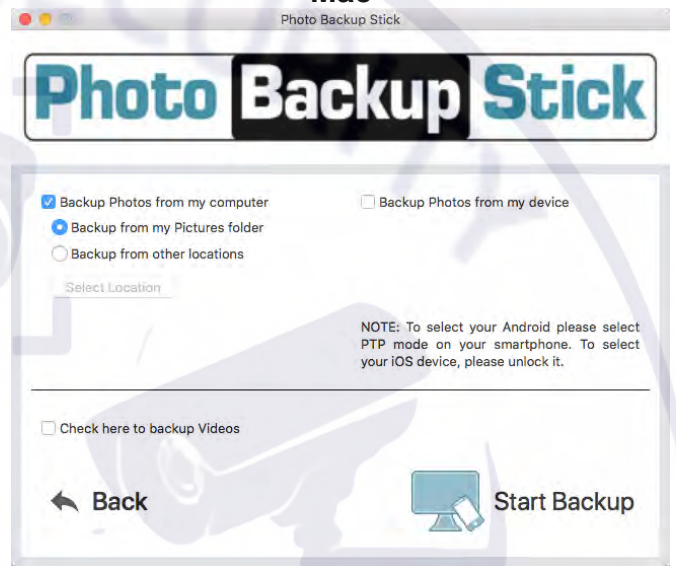 Mac
Photo Backup Stick
Photo Backup Stick
Backup Photos from my computer
Backup Photos from my device
Backup from my Pictures folder
Backup from other locations
Select Location
NOTE: To select your Android please select
PTP mode on your smartphone. To select
your iOS device, please unlock it.
Check here to backup Videos
Back
Start Backup